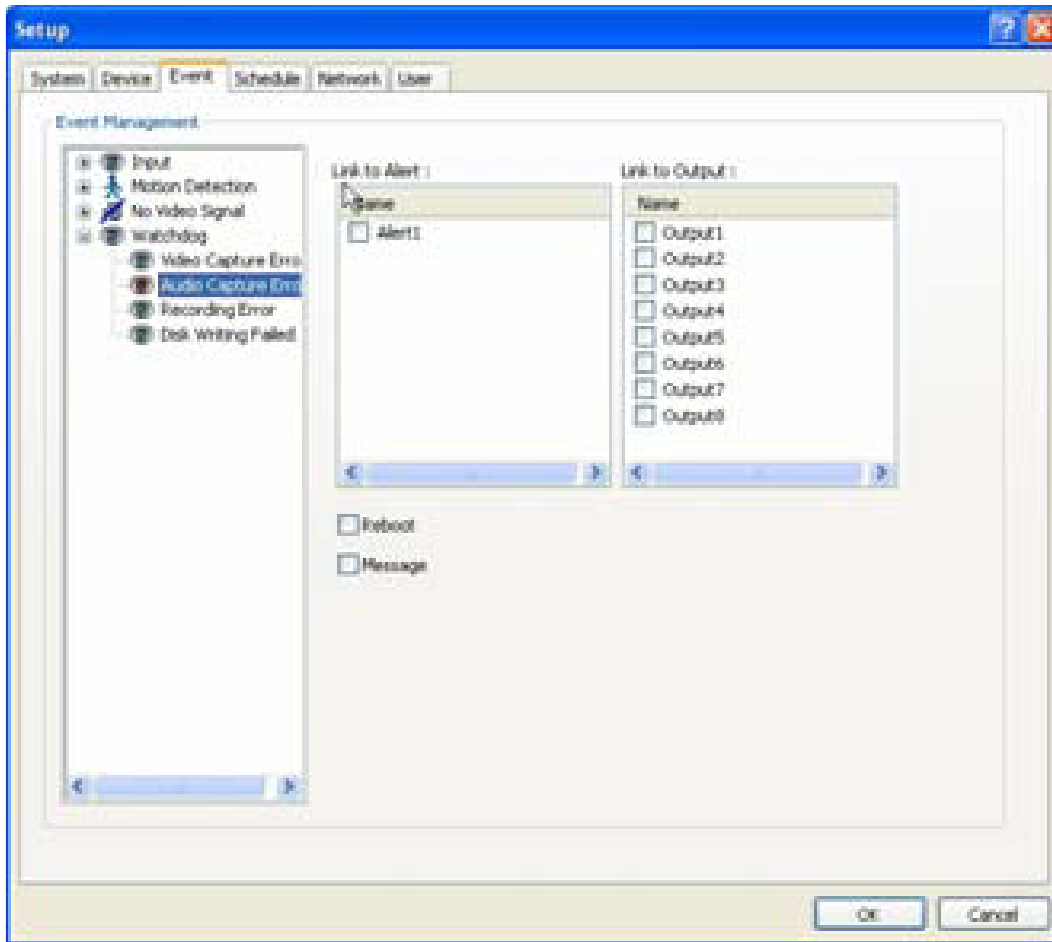 Setup
System Device Event Schedule Network User
Event Management
Input
Motion Detection
No Video Signal
Watchdog
Video Capture Erro
Audio Capture Erro
Recording Error
Disk Writing Failed
Link to Alert :
Name
Alert1
Link to Output :
Name
Output1
Output2
Output3
Output4
Output5
Output6
Output7
Output8
Reboot
Message
OK Cancel